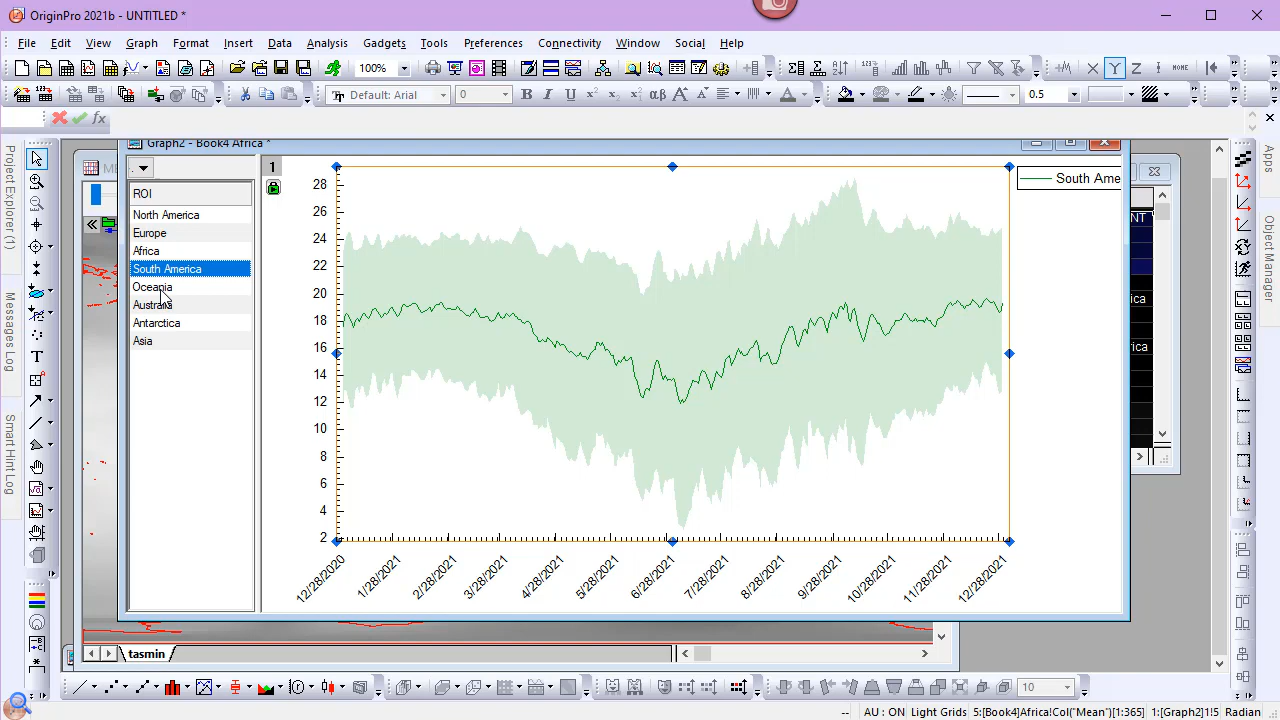 OriginPro 2021b - UNTITLED *
File Edit View Graph Format Insert Data Analysis Gadgets Tools Preferences Connectivity Window Social Help
100%
Y Z HOME
Default: Arial 0 B I U αβ A A A 0.5
fx
Graph2 - Book4 Africa *
1
ROI
North America
Europe
Africa
South America
Oceania
Antarctica
Asia
28
26
24
22
20
18
16
14
12
10
8
6
4
2
12/28/2020
1/28/2021
2/28/2021
3/28/2021
4/28/2021
5/28/2021
6/28/2021
7/28/2021
8/28/2021
9/28/2021
10/28/2021
11/28/2021
12/28/2021
South Ame
NT
ica
rica
Project Explorer (1)
Messages Log
Smart Hint Log
Apps
Object Manager
tasmin
10
-- AU : ON Light Grids 5:[Book4]Africa!Col("Mean")[1:365] 1:[Graph2]1!5 Radian